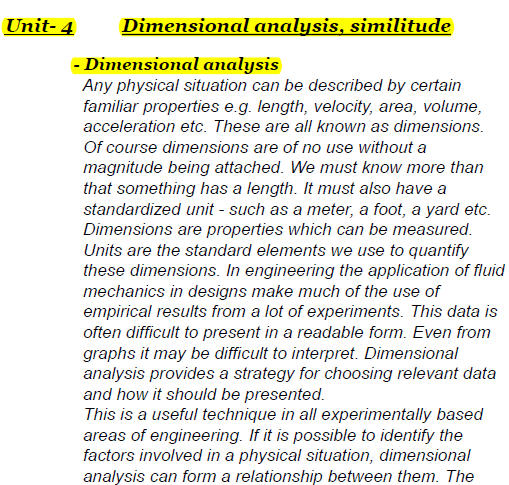 Unit- 4 Dimensional analysis, similitude
- Dimensional analysis
Any physical situation can be described by certain
familiar properties e.g. length, velocity, area, volume,
acceleration etc. These are all known as dimensions.
Of course dimensions are of no use without a
magnitude being attached. We must know more than
that something has a length. It must also have a
standardized unit - such as a meter, a foot, a yard etc.
Dimensions are properties which can be measured.
Units are the standard elements we use to quantify
these dimensions. In engineering the application of fluid
mechanics in designs make much of the use of
empirical results from a lot of experiments. This data is
often difficult to present in a readable form. Even from
graphs it may be difficult to interpret. Dimensional
analysis provides a strategy for choosing relevant data
and how it should be presented.
This is a useful technique in all experimentally based
areas of engineering. If it is possible to identify the
factors involved in a physical situation, dimensional
analysis can form a relationship between them. The